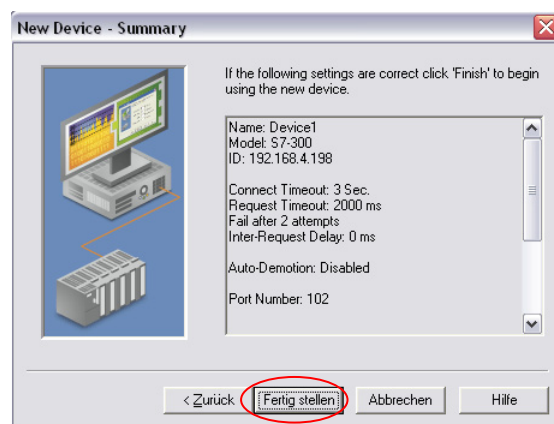 New Device - Summary
If the following settings are correct click 'Finish' to begin
using the new device.
Name: Device1
Model: S7-300
ID: 192.168.4.198
Connect Timeout: 3 Sec.
Request Timeout: 2000 ms
Fail after 2 attempts
Inter-Request Delay: 0 ms
Auto-Demotion: Disabled
Port Number: 102
< Zurück
Fertig stellen
Abbrechen
Hilfe